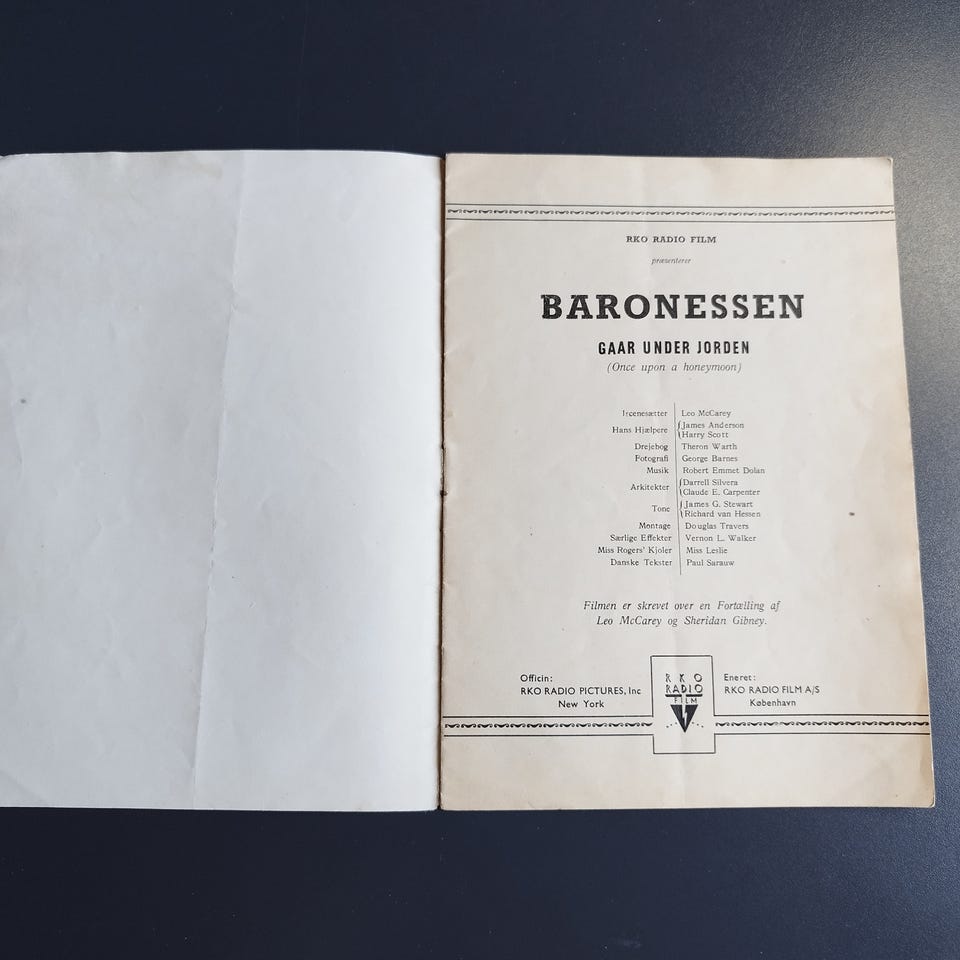 RKO RADIO FILM
præsenterer
BARONESSEN
GAAR UNDER JORDEN
(Once upon a honeymoon)
Iscenesætter Leo McCarey
Hans Hjælpere James Anderson
Harry Scott
Drejebog Theron Warth
Fotografi George Barnes
Musik Robert Emmet Dolan
Arkitekter Darrell Silvera
Claude E. Carpenter
Tone James G. Stewart
Richard van Hessen
Montage Douglas Travers
Særlige Effekter Vernon L. Walker
Miss Rogers' Kjoler Miss Leslie
Danske Tekster Paul Sarauw
Filmen er skrevet over en Fortælling af
Leo McCarey og Sheridan Gibney.
Officin:
RKO RADIO PICTURES, Inc
New York
RKO
RADIO
FILM
Eneret:
RKO RADIO FILM A/S
København